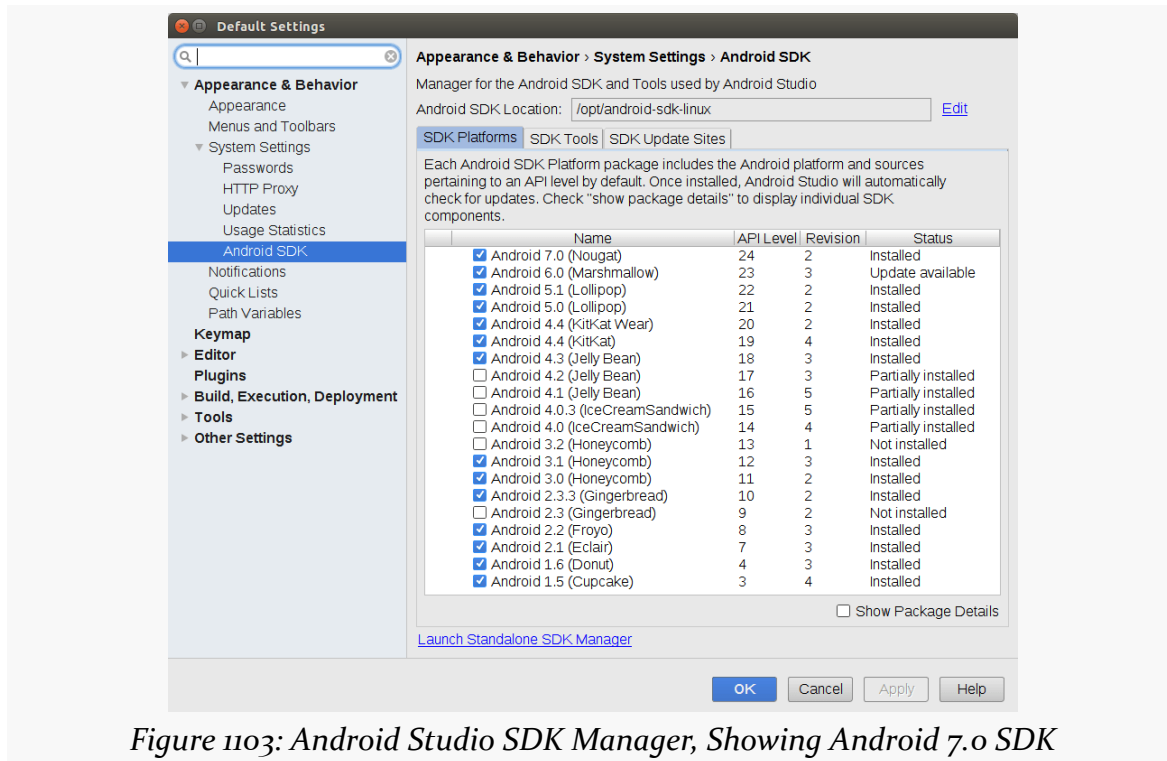 Default Settings
Appearance & Behavior
Appearance
Menus and Toolbars
System Settings
Passwords
HTTP Proxy
Updates
Usage Statistics
Android SDK
Notifications
Quick Lists
Path Variables
Keymap
Editor
Plugins
Build, Execution, Deployment
Tools
Other Settings
Appearance & Behavior › System Settings › Android SDK
Manager for the Android SDK and Tools used by Android Studio
Android SDK Location: /opt/android-sdk-linux Edit
SDK Platforms SDK Tools SDK Update Sites
Each Android SDK Platform package includes the Android platform and sources
pertaining to an API level by default. Once installed, Android Studio will automatically
check for updates. Check "show package details" to display individual SDK
components.
Name API Level Revision Status
Android 7.0 (Nougat) 24 2 Installed
Android 6.0 (Marshmallow) 23 3 Update available
Android 5.1 (Lollipop) 22 2 Installed
Android 5.0 (Lollipop) 21 2 Installed
Android 4.4 (KitKat Wear) 20 2 Installed
Android 4.4 (KitKat) 19 4 Installed
Android 4.3 (Jelly Bean) 18 3 Installed
Android 4.2 (Jelly Bean) 17 3 Partially installed
Android 4.1 (Jelly Bean) 16 5 Partially installed
Android 4.0.3 (IceCreamSandwich) 15 5 Partially installed
Android 4.0 (IceCreamSandwich) 14 4 Partially installed
Android 3.2 (Honeycomb) 13 1 Not installed
Android 3.1 (Honeycomb) 12 3 Installed
Android 3.0 (Honeycomb) 11 2 Installed
Android 2.3.3 (Gingerbread) 10 2 Installed
Android 2.3 (Gingerbread) 9 2 Not installed
Android 2.2 (Froyo) 8 3 Installed
Android 2.1 (Eclair) 7 3 Installed
Android 1.6 (Donut) 4 3 Installed
Android 1.5 (Cupcake) 3 4 Installed
Show Package Details
Launch Standalone SDK Manager
OK Cancel Apply Help
Figure 1103: Android Studio SDK Manager, Showing Android 7.0 SDK